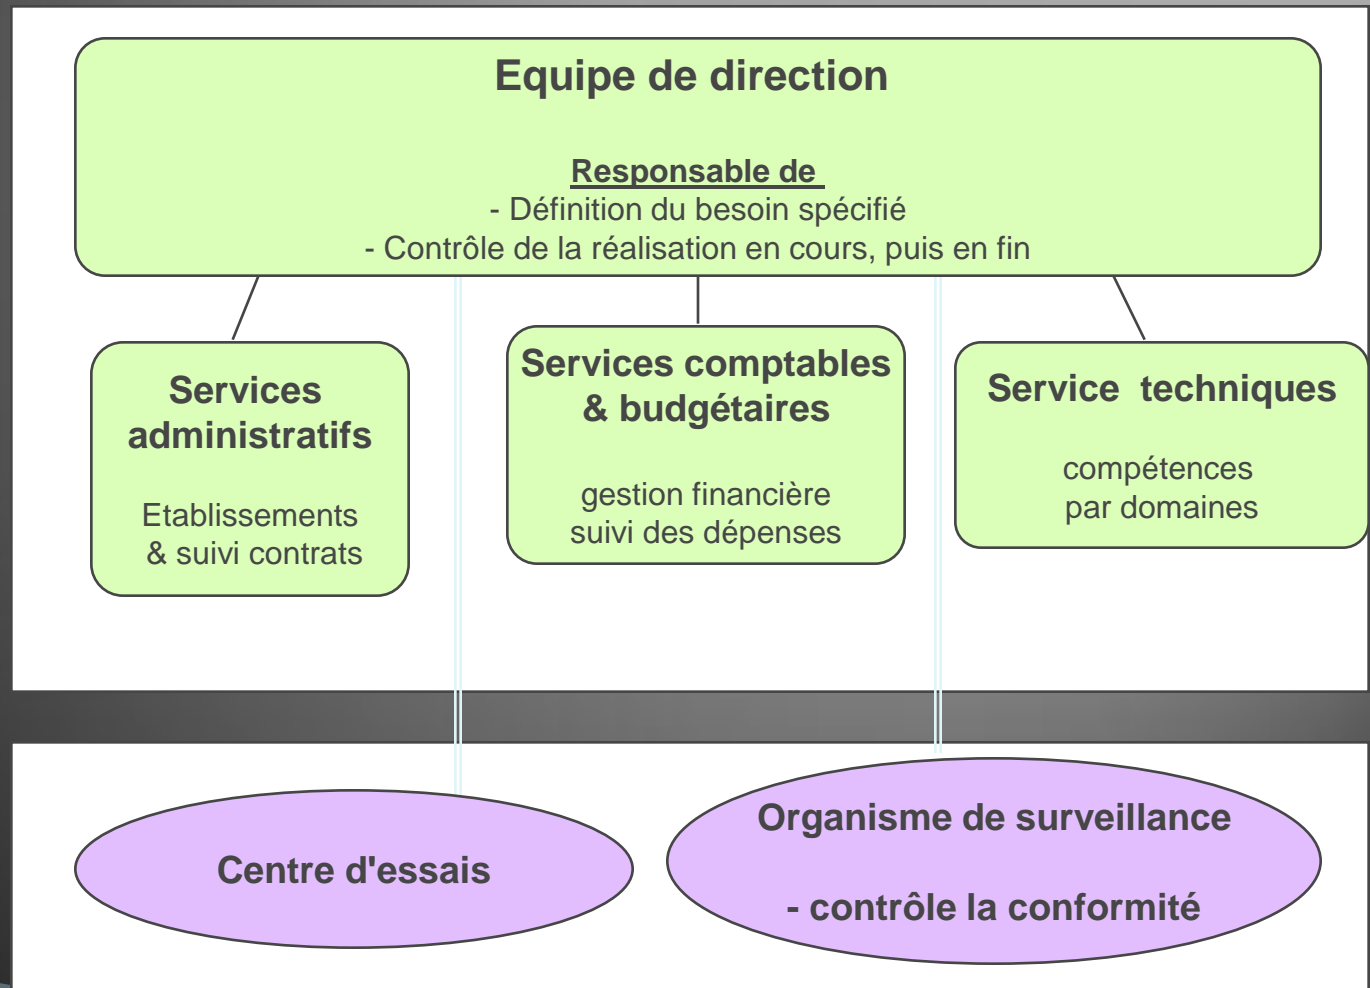 Equipe de direction
Responsable de
- Définition du besoin spécifié
- Contrôle de la réalisation en cours, puis en fin
Services
administratifs
Etablissements
& suivi contrats
Services comptables
& budgétaires
gestion financière
suivi des dépenses
Service techniques
compétences
par domaines
Centre d'essais
Organisme de surveillance
- contrôle la conformité